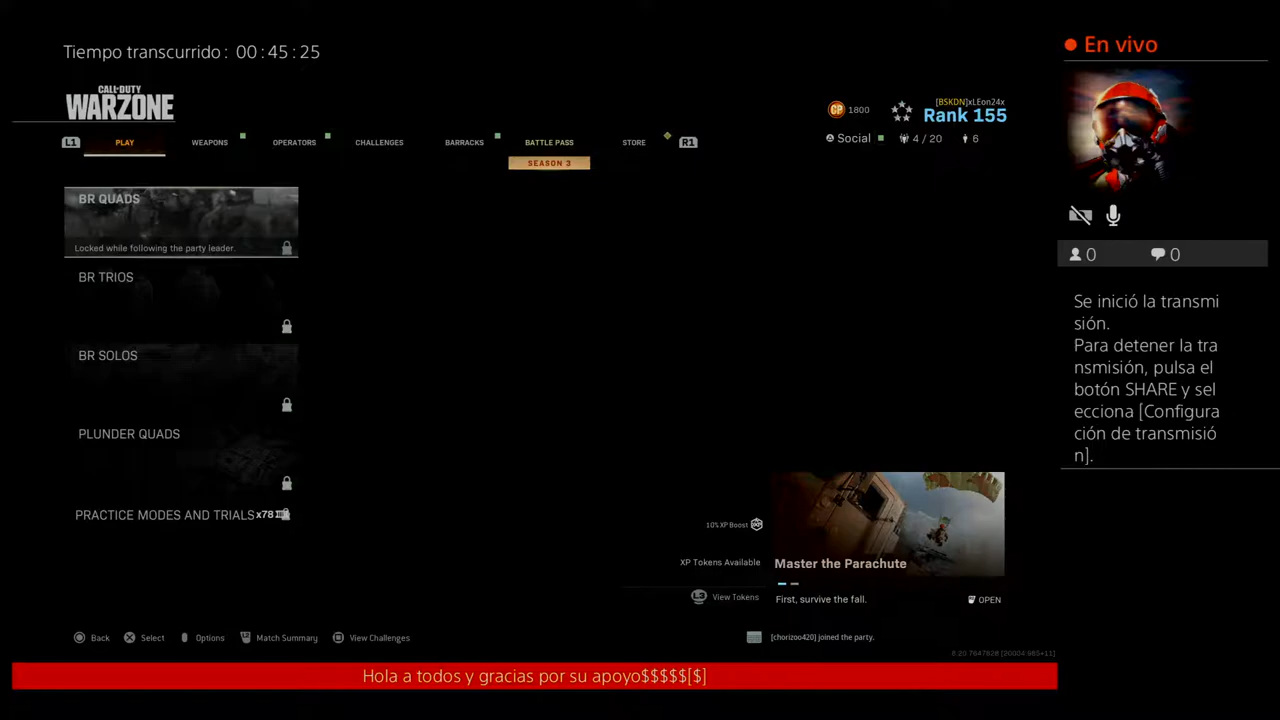 Tiempo transcurrido: 00:45:25
En vivo
CALL·DUTY
WARZONE
CP 1800
[BSKDN]xLEon24x
Rank 155
L1 PLAY WEAPONS OPERATORS CHALLENGES BARRACKS BATTLE PASS STORE R1
SEASON 3
Social 4 / 20 6
BR QUADS
Locked while following the party leader.
BR TRIOS
BR SOLOS
PLUNDER QUADS
PRACTICE MODES AND TRIALS x78
0 0
Se inició la transmi
sión.
Para detener la tra
nsmisión, pulsa el
botón SHARE y sel
ecciona [Configura
ción de transmisió
n].
10% XP Boost
XP Tokens Available
L3 View Tokens
Master the Parachute
First, survive the fall.
OPEN
Back Select Options Match Summary View Challenges
[chorizoo420] joined the party.
Hola a todos y gracias por su apoyo$$$$$[$]